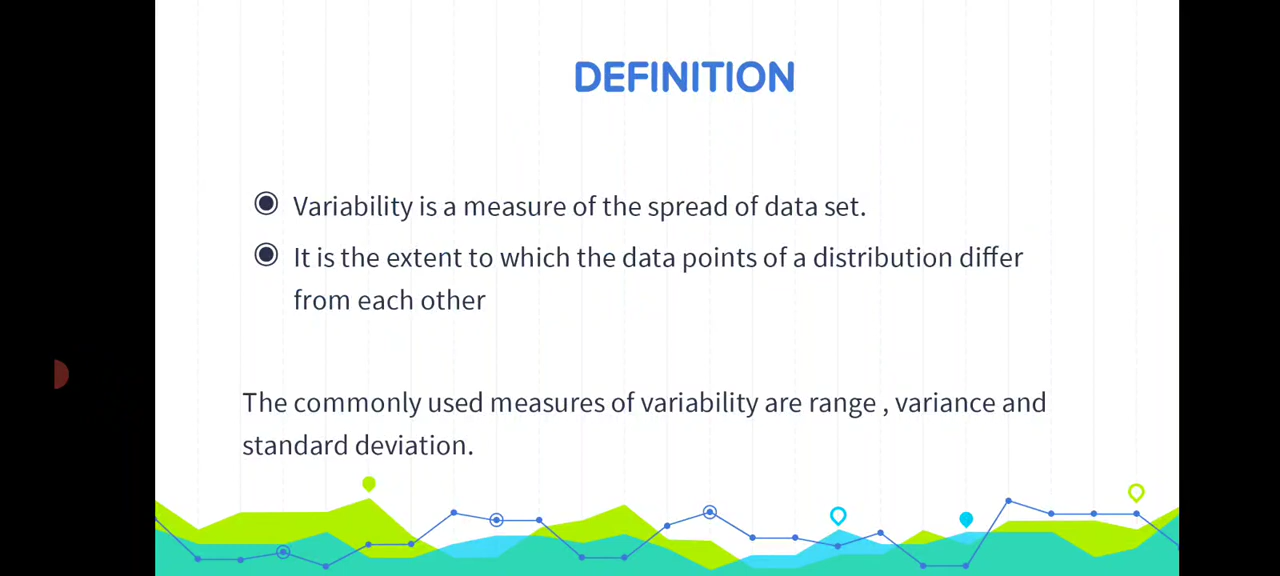 DEFINITION
Variability is a measure of the spread of data set.
It is the extent to which the data points of a distribution differ
from each other
The commonly used measures of variability are range , variance and
standard deviation.